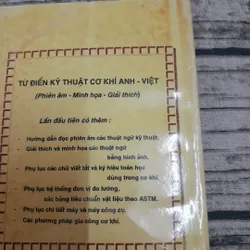 TỪ ĐIỂN KỸ THUẬT CƠ KHÍ ANH - VIỆT
(Phiên âm - Minh họa - Giải thích)
Lần đầu tiên có thêm :
- Hướng dẫn đọc phiên âm các thuật ngữ kỹ thuật.
- Giải thích và minh họa các thuật ngữ
bằng hình ảnh.
- Phụ lục các chữ viết tắt và ký hiệu toán học
dùng trong cơ khí.
- Phụ lục hệ thống đơn vị đo lường,
các bảng tiêu chuẩn vật liệu theo ASTM.
- Phụ lục chi tiết máy và máy công cụ.
- Các phương pháp gia công cơ khí.